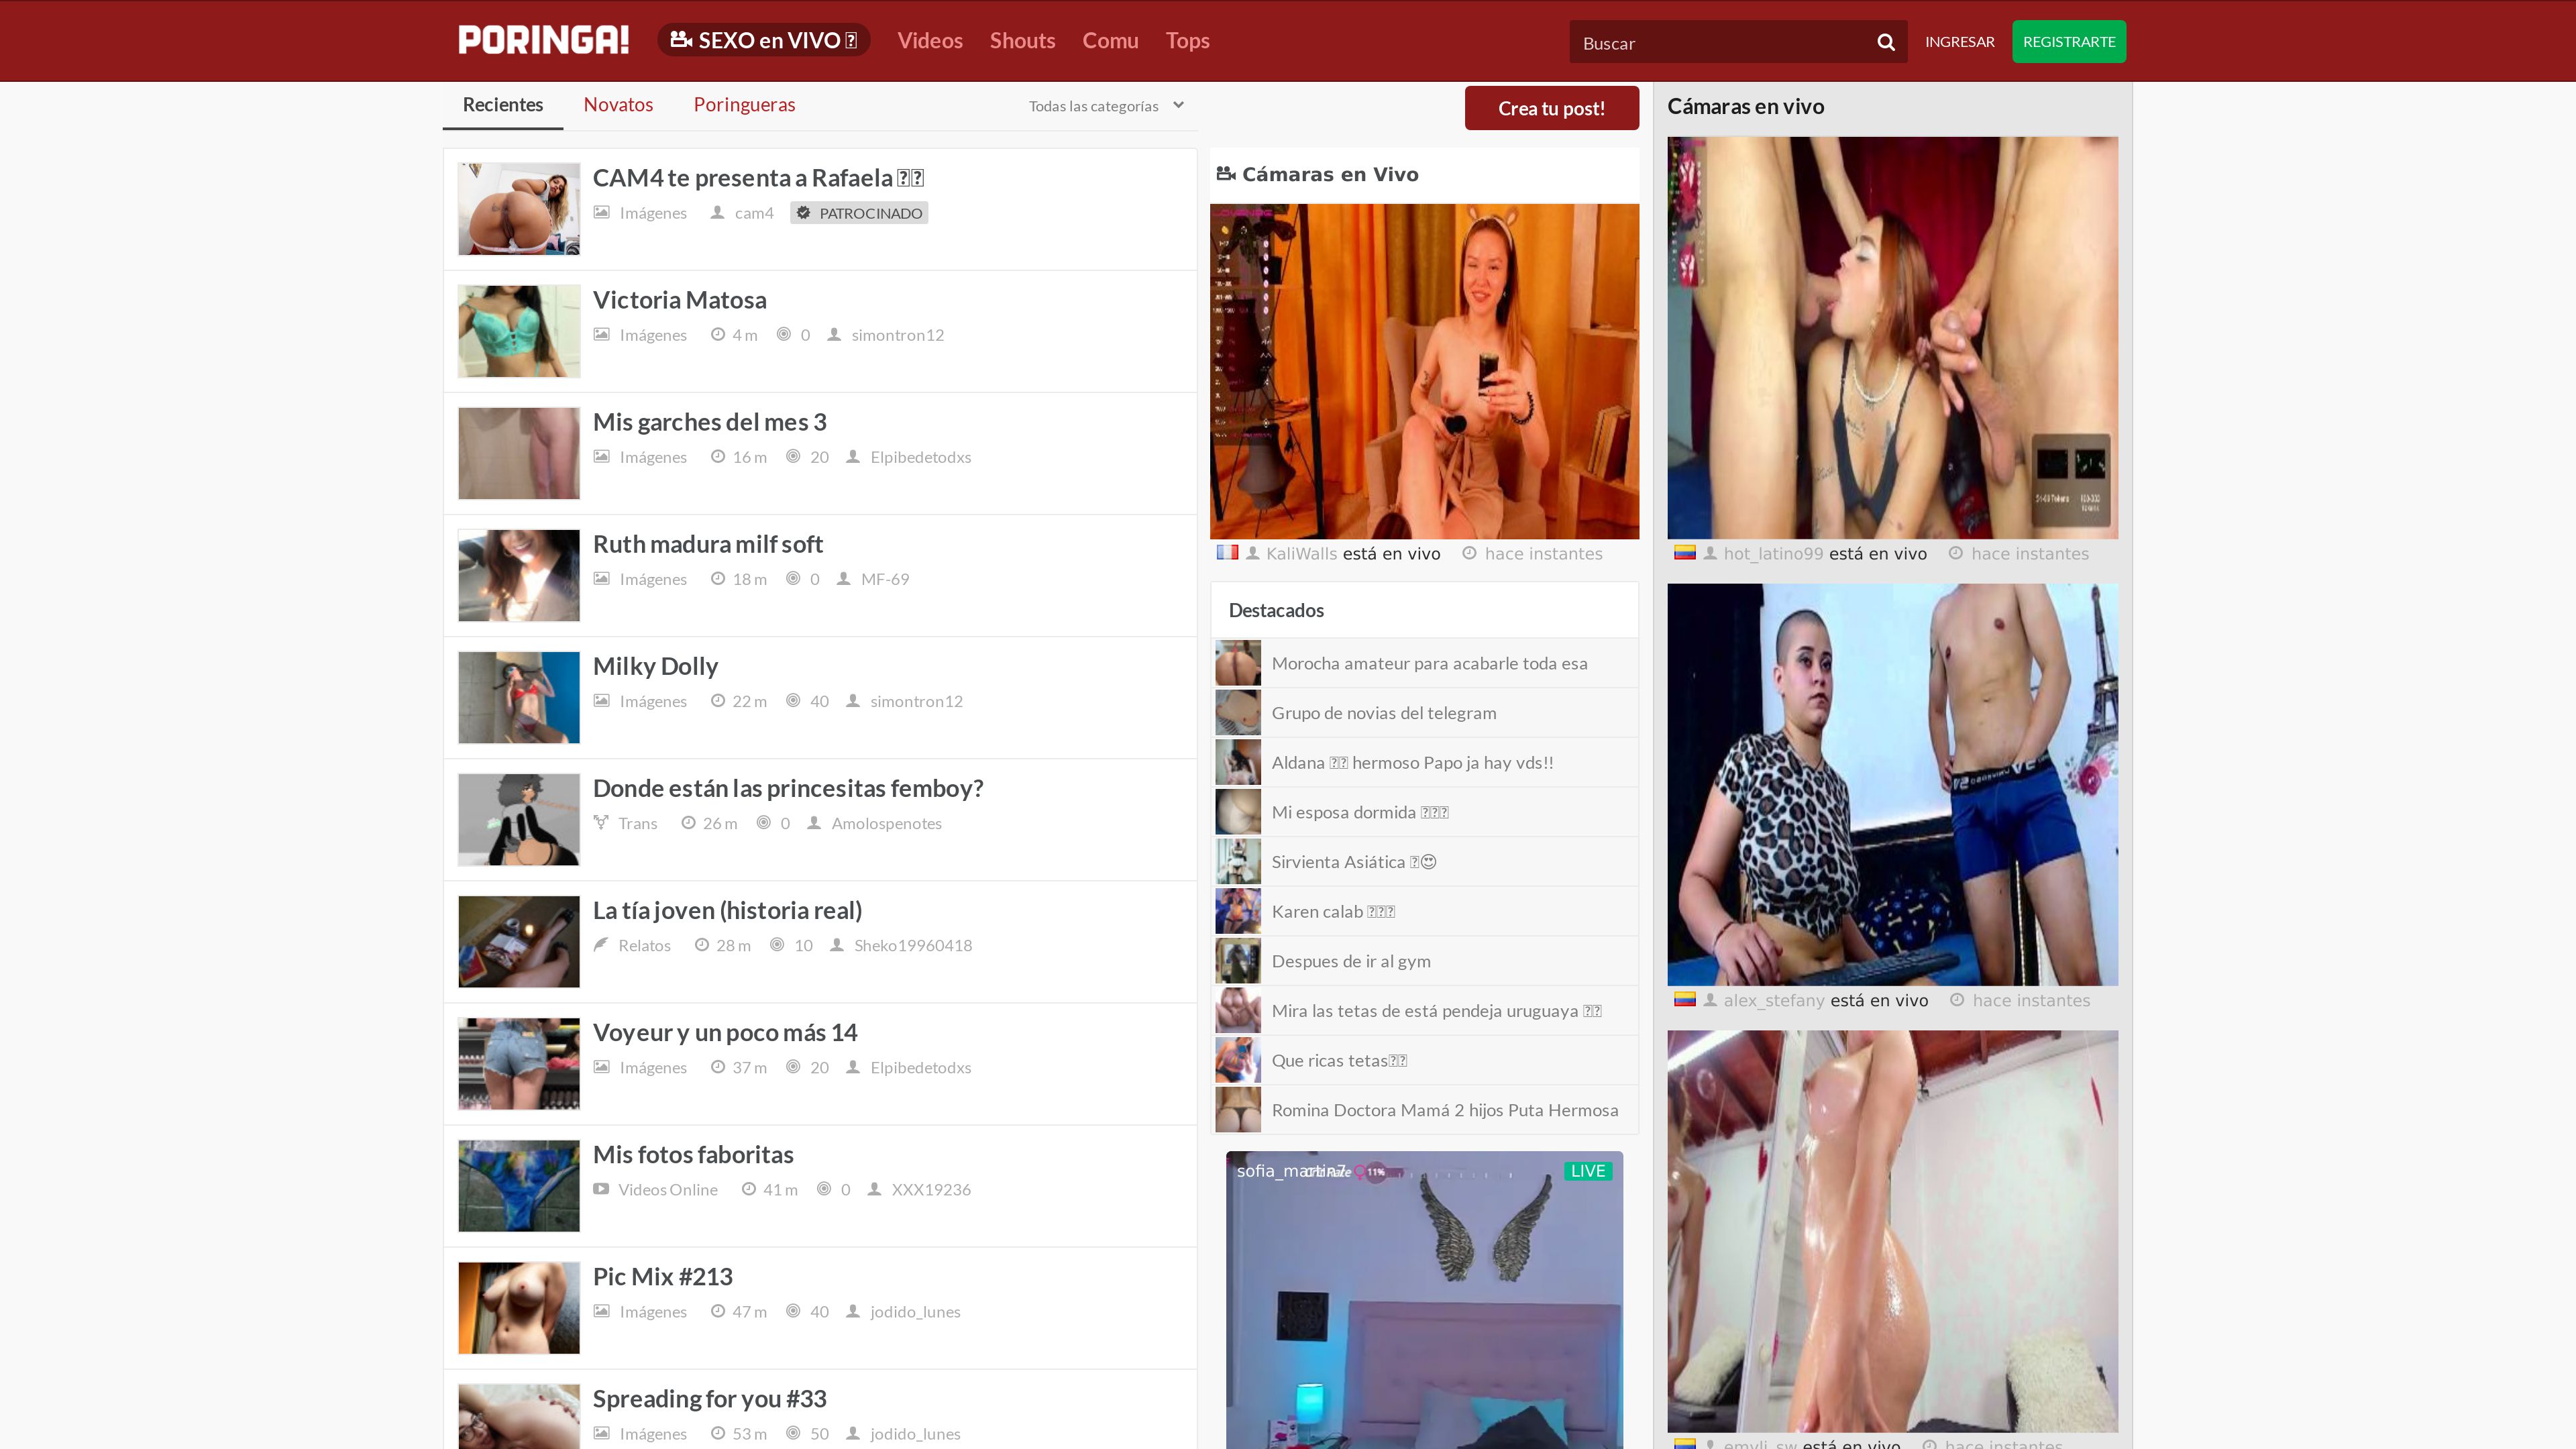 PORINGA!
SEXO en VIVO
Videos
Shouts
Comu
Tops
Buscar
INGRESAR
REGISTRARTE
Recientes
Novatos
Poringueras
Todas las categorías
Crea tu post!
CAM4 te presenta a Rafaela
Imágenes cam4 PATROCINADO
Victoria Matosa
Imágenes 4 m 0 simontron12
Mis garches del mes 3
Imágenes 16 m 20 Elpibedetodxs
Ruth madura milf soft
Imágenes 18 m 0 MF-69
Milky Dolly
Imágenes 22 m 40 simontron12
Donde están las princesitas femboy?
Trans 26 m 0 Amolospenotes
La tía joven (historia real)
Relatos 28 m 10 Sheko19960418
Voyeur y un poco más 14
Imágenes 37 m 20 Elpibedetodxs
Mis fotos faboritas
Videos Online 41 m 0 XXX19236
Pic Mix #213
Imágenes 47 m 40 jodido_lunes
Spreading for you #33
Imágenes 53 m 50 jodido_lunes
Cámaras en Vivo
KaliWalls está en vivo hace instantes
Destacados
Morocha amateur para acabarle toda esa
Grupo de novias del telegram
Aldana hermoso Papo ja hay vds!!
Mi esposa dormida
Sirvienta Asiática 😍
Karen calab
Despues de ir al gym
Mira las tetas de está pendeja uruguaya
Que ricas tetas
Romina Doctora Mamá 2 hijos Puta Hermosa
LIVE
Cámaras en vivo
hot_latino99 está en vivo hace instantes
alex_stefany está en vivo hace instantes
emyli_sw está en vivo hace instantes